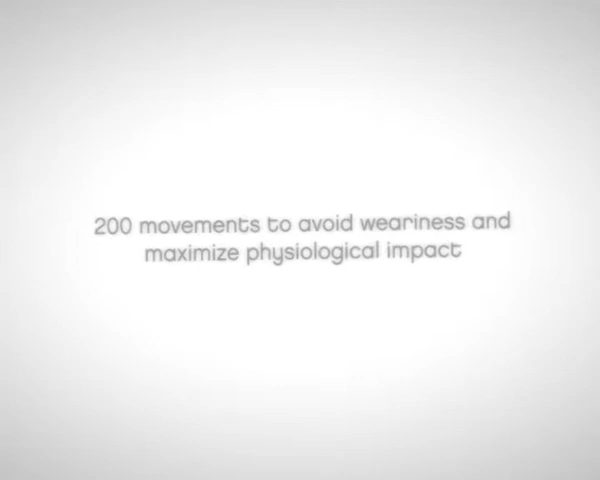 200 movements to avoid weariness and
maximize physiological impact